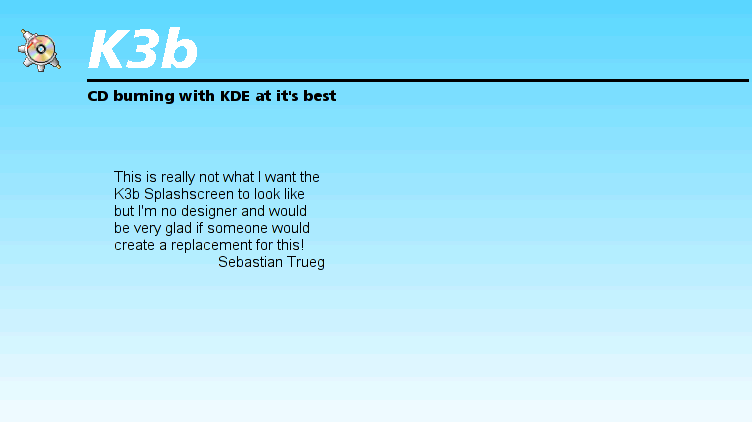 K3b
CD burning with KDE at it's best
This is really not what I want the
K3b Splashscreen to look like
but I'm no designer and would
be very glad if someone would
create a replacement for this!
Sebastian Trueg